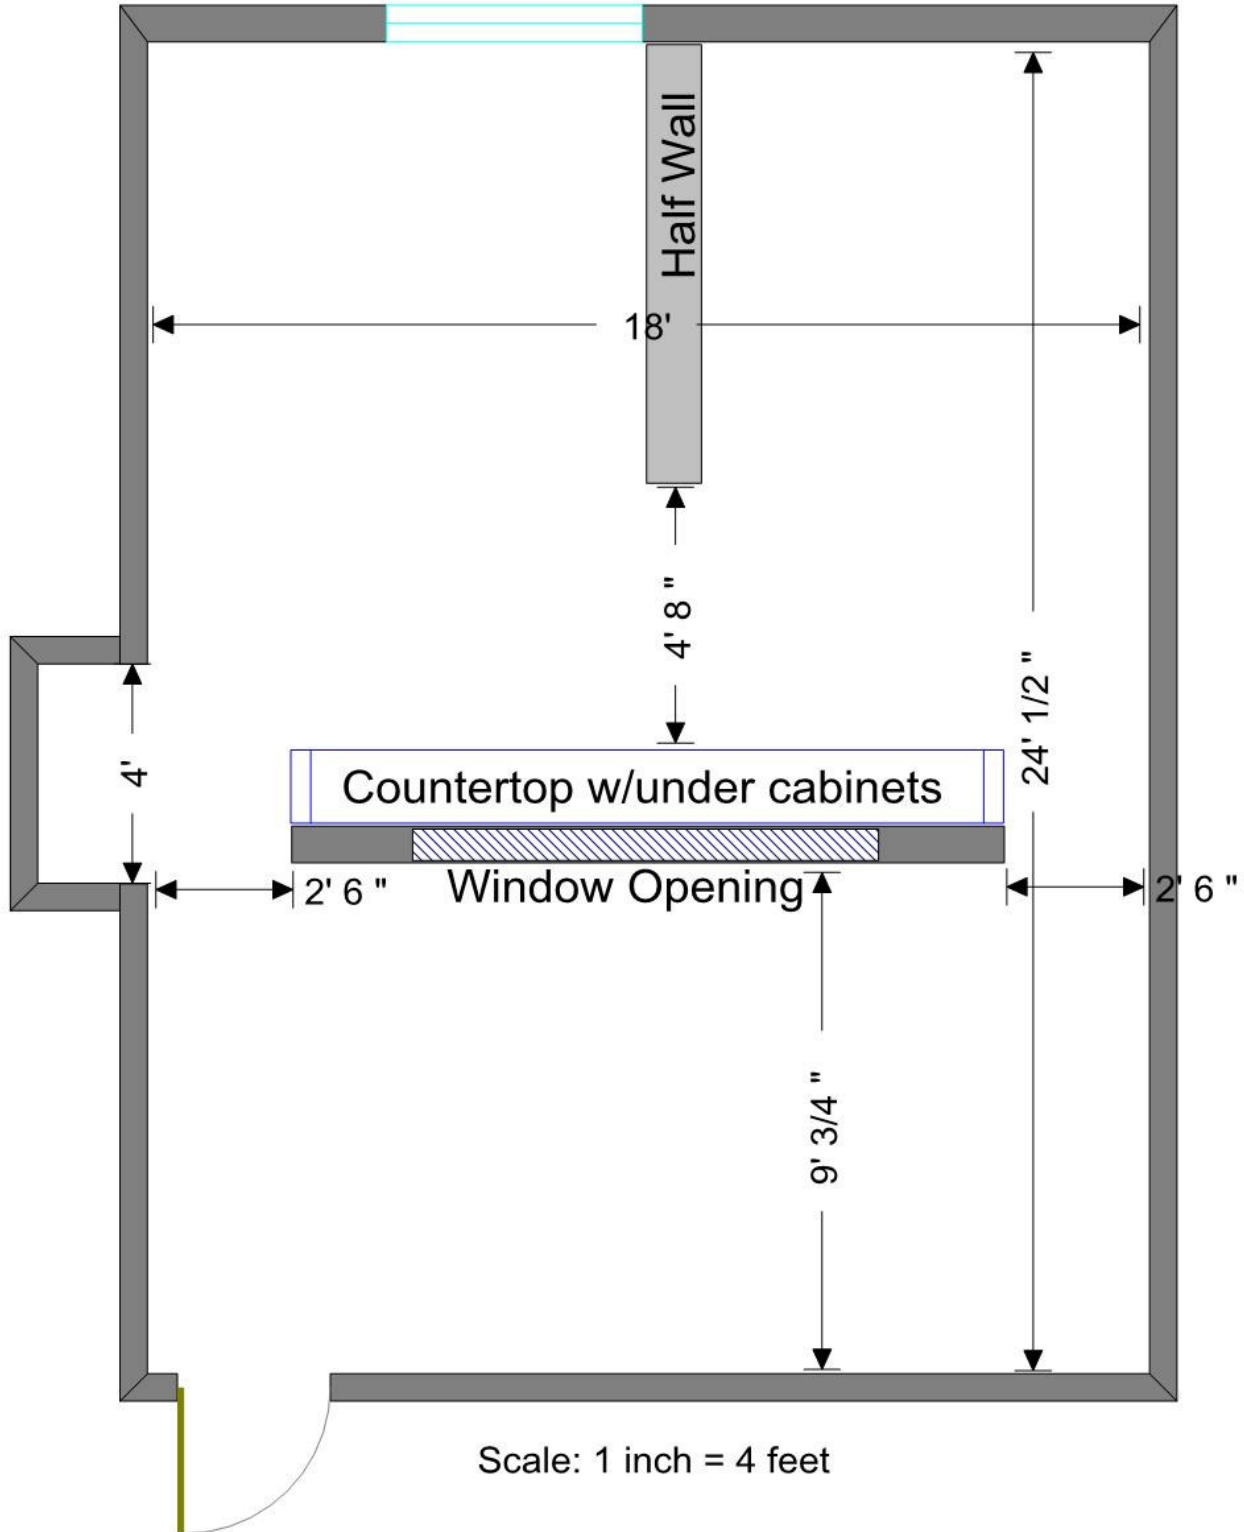 Half Wall
18'
4' 8 "
24' 1/2 "
4'
Countertop w/under cabinets
2' 6 "
Window Opening
2' 6 "
9' 3/4 "
Scale: 1 inch = 4 feet